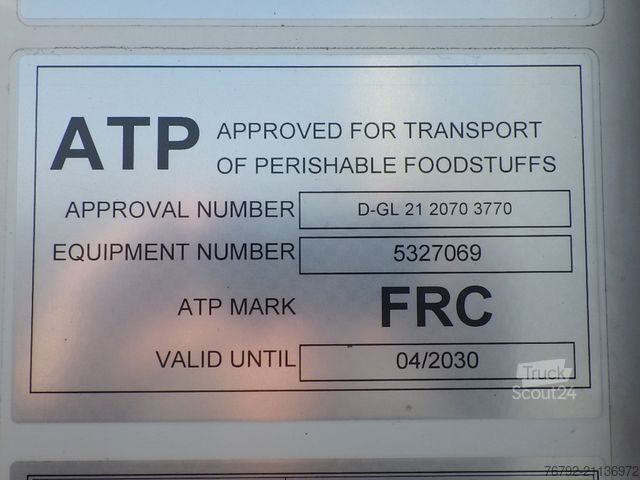 ATP APPROVED FOR TRANSPORT
OF PERISHABLE FOODSTUFFS
APPROVAL NUMBER D-GL 21 2070 3770
EQUIPMENT NUMBER 5327069
ATP MARK FRC
VALID UNTIL 04/2030
Truck
Scout24
76792-21136972